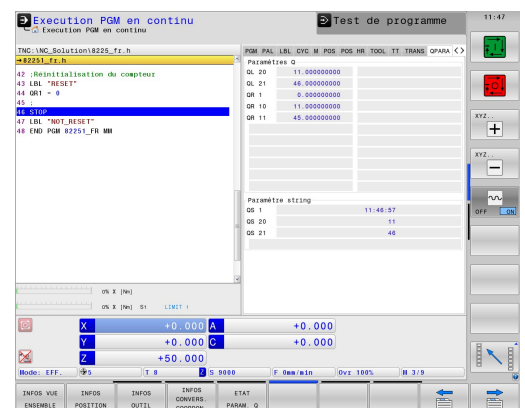 Execution PGM en continu
Execution PGM en continu
Test de programme
11:47
TNC:\NC_Solution\8225_fr.h
→82251_fr.h
42 ;Réinitialisation du compteur
43 LBL "RESET"
44 QR1 = 0
45 ;
46 STOP
47 LBL "NOT_RESET"
48 END PGM 82251_FR MM
PGM PAL LBL CYC M POS POS HR TOOL TT TRANS QPARA
Paramètres Q
QL 20 11.000000000
QL 21 46.000000000
QR 1 0.000000000
QR 10 11.000000000
QR 11 45.000000000
Paramètre string
QS 1 11:46:57
QS 20 11
QS 21 46
XYZ..
XYZ..
OFF ON
0% X [Nm]
0% X [Nm] S1 LIMIT 1
X +0.000 A +0.000
Y +0.000 C +0.000
Z +50.000
Mode: EFF. 5 T 8 Z S 9000 F 0mm/min Ovr 100% M 3/9
INFOS VUE ENSEMBLE
INFOS POSITION
INFOS OUTIL
INFOS CONVERS. COORDON.
ETAT PARAM. Q